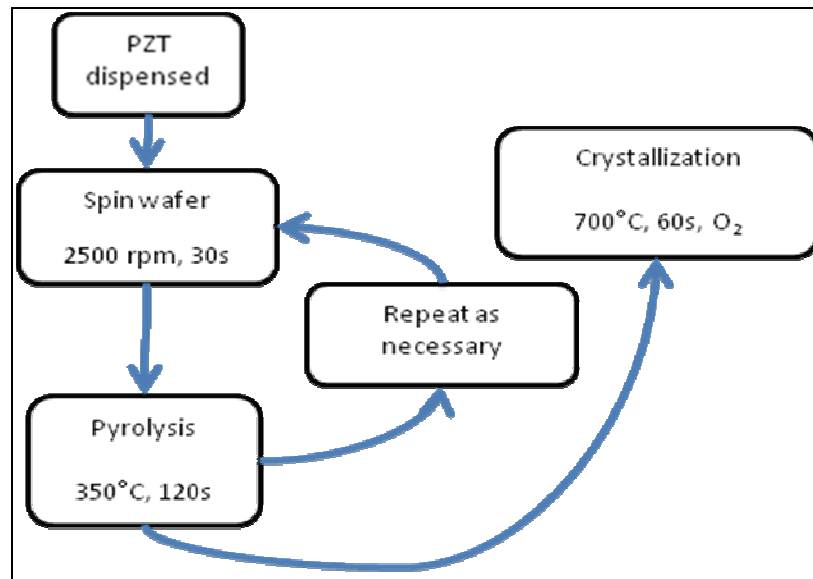 PZT
dispensed
Spin wafer
2500 rpm, 30s
Pyrolysis
350°C, 120s
Repeat as
necessary
Crystallization
700°C, 60s, O₂